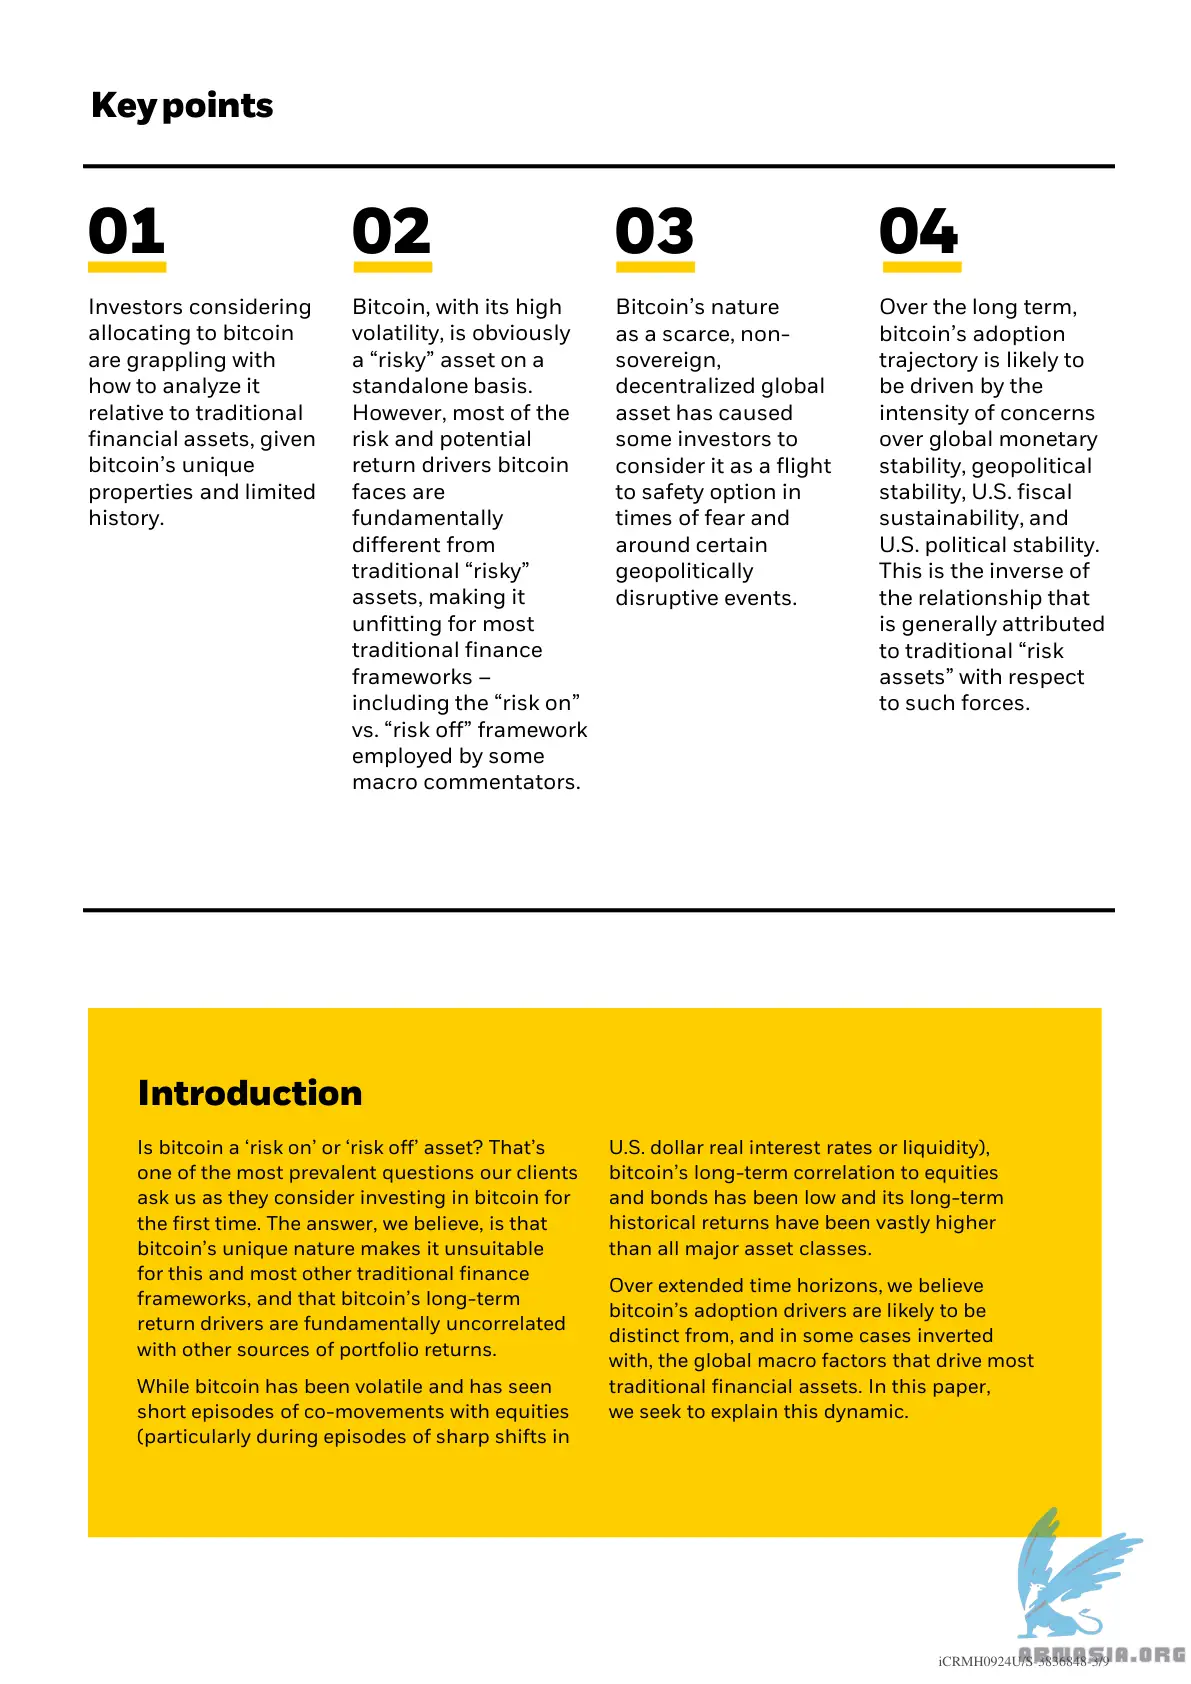 Key points
01
Investors considering
allocating to bitcoin
are grappling with
how to analyze it
relative to traditional
financial assets, given
bitcoin’s unique
properties and limited
history.
02
Bitcoin, with its high
volatility, is obviously
a “risky” asset on a
standalone basis.
However, most of the
risk and potential
return drivers bitcoin
faces are
fundamentally
different from
traditional “risky”
assets, making it
unfitting for most
traditional finance
frameworks –
including the “risk on”
vs. “risk off” framework
employed by some
macro commentators.
03
Bitcoin’s nature
as a scarce, non-
sovereign,
decentralized global
asset has caused
some investors to
consider it as a flight
to safety option in
times of fear and
around certain
geopolitically
disruptive events.
04
Over the long term,
bitcoin’s adoption
trajectory is likely to
be driven by the
intensity of concerns
over global monetary
stability, geopolitical
stability, U.S. fiscal
sustainability, and
U.S. political stability.
This is the inverse of
the relationship that
is generally attributed
to traditional “risk
assets” with respect
to such forces.
Introduction
Is bitcoin a ‘risk on’ or ‘risk off’ asset? That’s
one of the most prevalent questions our clients
ask us as they consider investing in bitcoin for
the first time. The answer, we believe, is that
bitcoin’s unique nature makes it unsuitable
for this and most other traditional finance
frameworks, and that bitcoin’s long-term
return drivers are fundamentally uncorrelated
with other sources of portfolio returns.
While bitcoin has been volatile and has seen
short episodes of co-movements with equities
(particularly during episodes of sharp shifts in
U.S. dollar real interest rates or liquidity),
bitcoin’s long-term correlation to equities
and bonds has been low and its long-term
historical returns have been vastly higher
than all major asset classes.
Over extended time horizons, we believe
bitcoin’s adoption drivers are likely to be
distinct from, and in some cases inverted
with, the global macro factors that drive most
traditional financial assets. In this paper,
we seek to explain this dynamic.
ARMASIA.ORG
iCRMH0924U/S-3856848-3/9